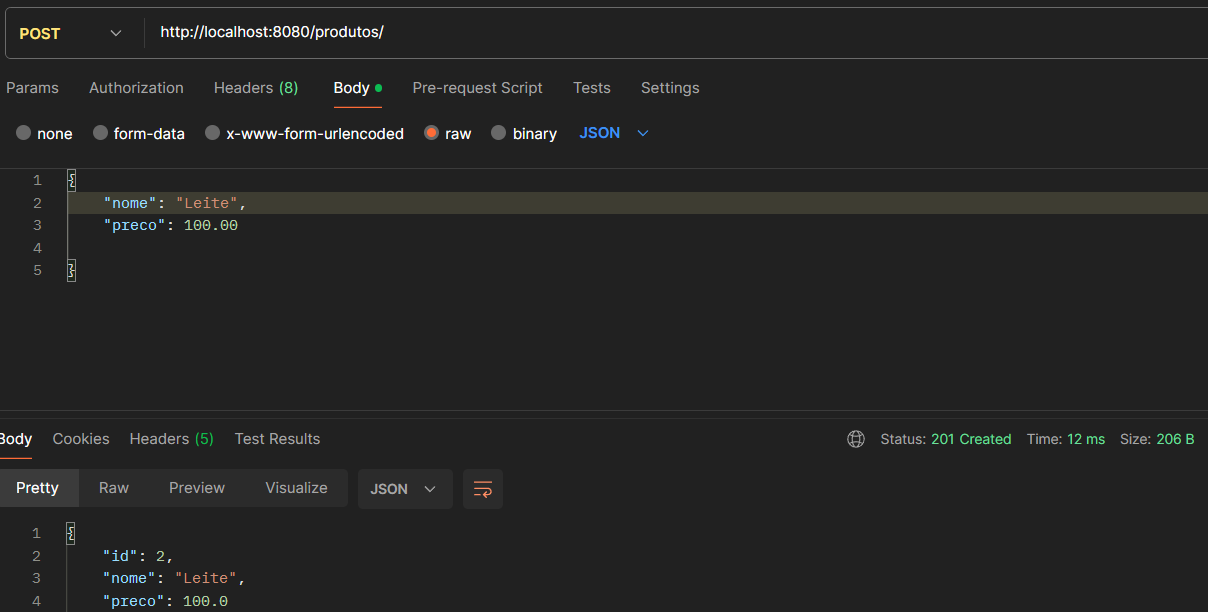 POST http://localhost:8080/produtos/
Params Authorization Headers (8) Body Pre-request Script Tests Settings
none form-data x-www-form-urlencoded raw binary JSON
1 {
2 "nome": "Leite",
3 "preco": 100.00
4
5 }
Body Cookies Headers (5) Test Results Status: 201 Created Time: 12 ms Size: 206 B
Pretty Raw Preview Visualize JSON
1 {
2 "id": 2,
3 "nome": "Leite",
4 "preco": 100.0